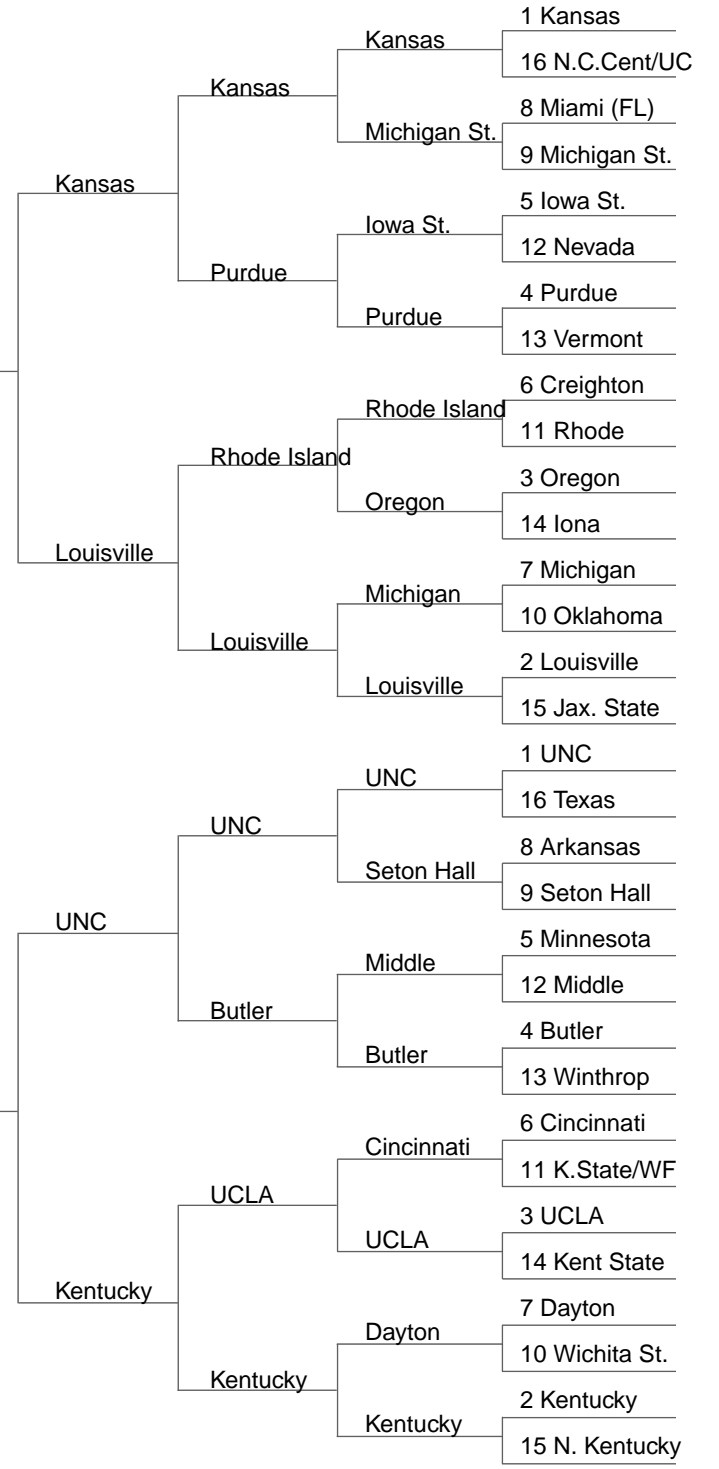 1 Kansas
Kansas
16 N.C.Cent/UC
Kansas
8 Miami (FL)
Michigan St.
9 Michigan St.
Kansas
5 Iowa St.
Iowa St.
12 Nevada
Purdue
4 Purdue
Purdue
13 Vermont
6 Creighton
Rhode Island
11 Rhode
Rhode Island
3 Oregon
Oregon
14 Iona
Louisville
7 Michigan
Michigan
10 Oklahoma
Louisville
2 Louisville
Louisville
15 Jax. State
1 UNC
UNC
16 Texas
UNC
8 Arkansas
Seton Hall
9 Seton Hall
UNC
5 Minnesota
Middle
12 Middle
Butler
4 Butler
Butler
13 Winthrop
6 Cincinnati
Cincinnati
11 K.State/WF
UCLA
3 UCLA
UCLA
14 Kent State
Kentucky
7 Dayton
Dayton
10 Wichita St.
Kentucky
2 Kentucky
Kentucky
15 N. Kentucky